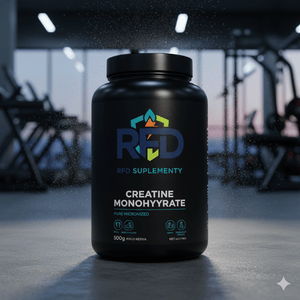 RFD
RFD SUPLEMENTY
CREATINE
MONOHYYRATE
PURE MICRONIZED
500g